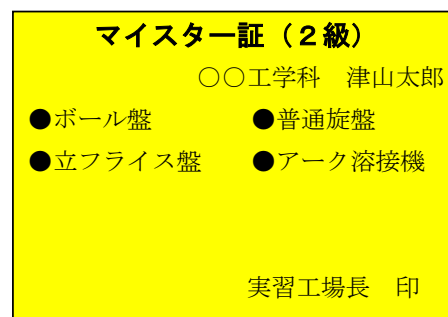 マイスター証（２級）
○○工学科　津山太郎
●ボール盤　●普通旋盤
●立フライス盤　●アーク溶接機
実習工場長　印